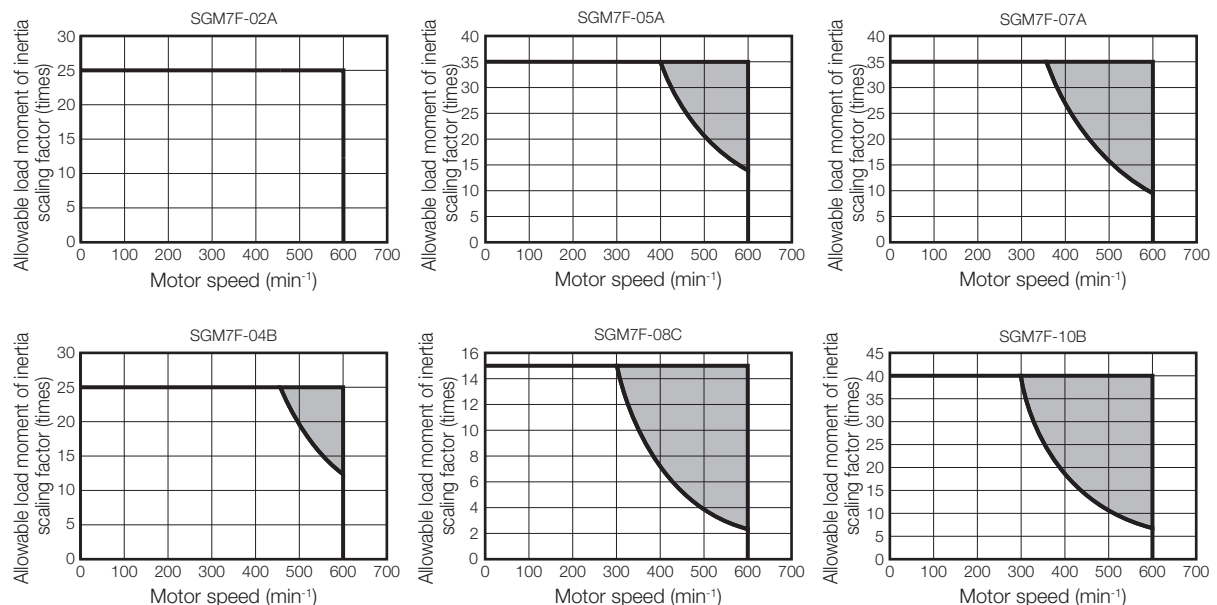 SGM7F-02A
Allowable load moment of inertia
scaling factor (times)
30
25
20
15
10
5
0
0 100 200 300 400 500 600 700
Motor speed (min⁻¹)
SGM7F-05A
Allowable load moment of inertia
scaling factor (times)
40
35
30
25
20
15
10
5
0
0 100 200 300 400 500 600 700
Motor speed (min⁻¹)
SGM7F-07A
Allowable load moment of inertia
scaling factor (times)
40
35
30
25
20
15
10
5
0
0 100 200 300 400 500 600 700
Motor speed (min⁻¹)
SGM7F-04B
Allowable load moment of inertia
scaling factor (times)
30
25
20
15
10
5
0
0 100 200 300 400 500 600 700
Motor speed (min⁻¹)
SGM7F-08C
Allowable load moment of inertia
scaling factor (times)
16
14
12
10
8
6
4
2
0
0 100 200 300 400 500 600 700
Motor speed (min⁻¹)
SGM7F-10B
Allowable load moment of inertia
scaling factor (times)
45
40
35
30
25
20
15
10
5
0
0 100 200 300 400 500 600 700
Motor speed (min⁻¹)